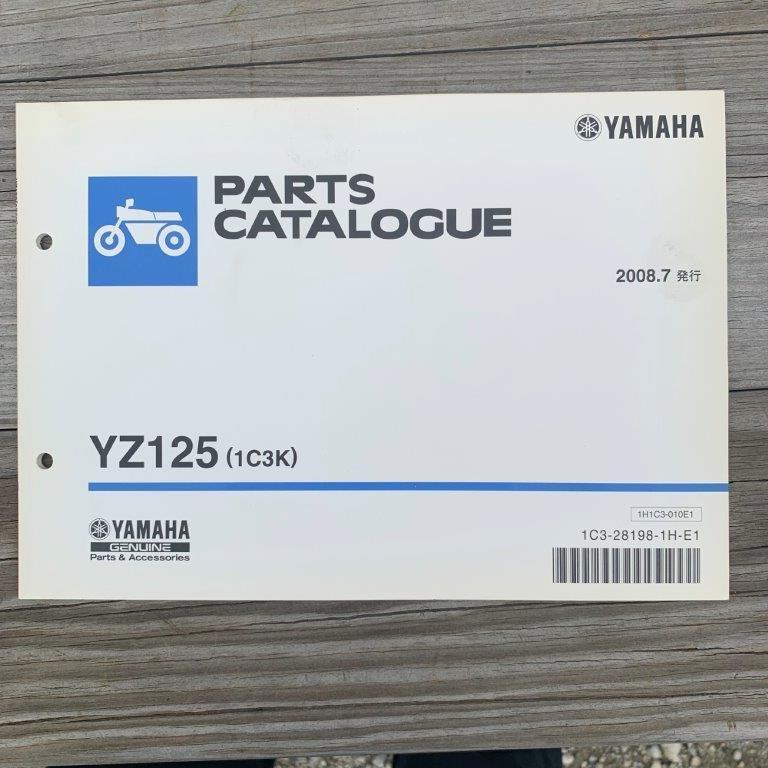 YAMAHA
PARTS
CATALOGUE
2008.7 発行
YZ125 (1C3K)
YAMAHA
GENUINE
Parts & Accessories
1H1C3-010E1
1C3-28198-1H-E1